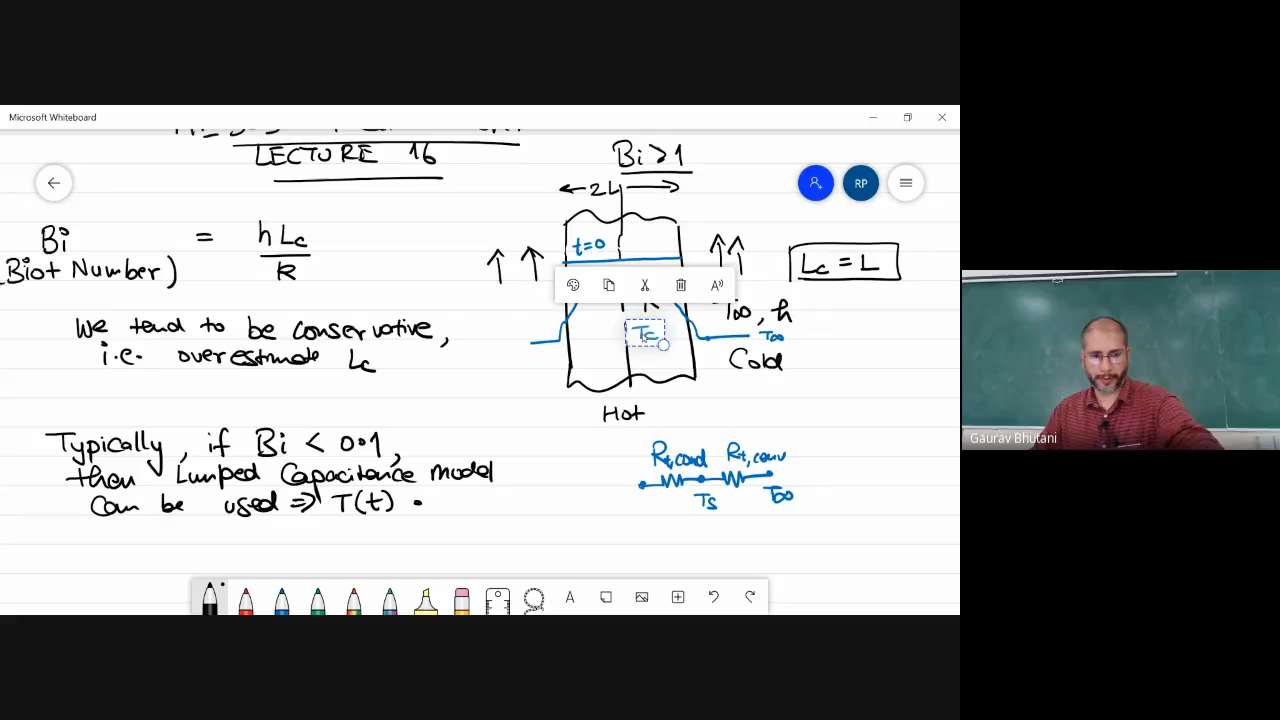 Microsoft Whiteboard
LECTURE 16
Bi > 1
2L
RP
t=0
Bi = h Lc
k
Biot Number)
Lc = L
T∞, h
We tend to be conservative,
i.e. overestimate Lc
Tc
T∞
Cold
Hot
Typically, if Bi < 0.1,
then Lumped Capacitance model
can be used => T(t).
Rt,cond Rt,conv
Ts T∞
Gaurav Bhutani